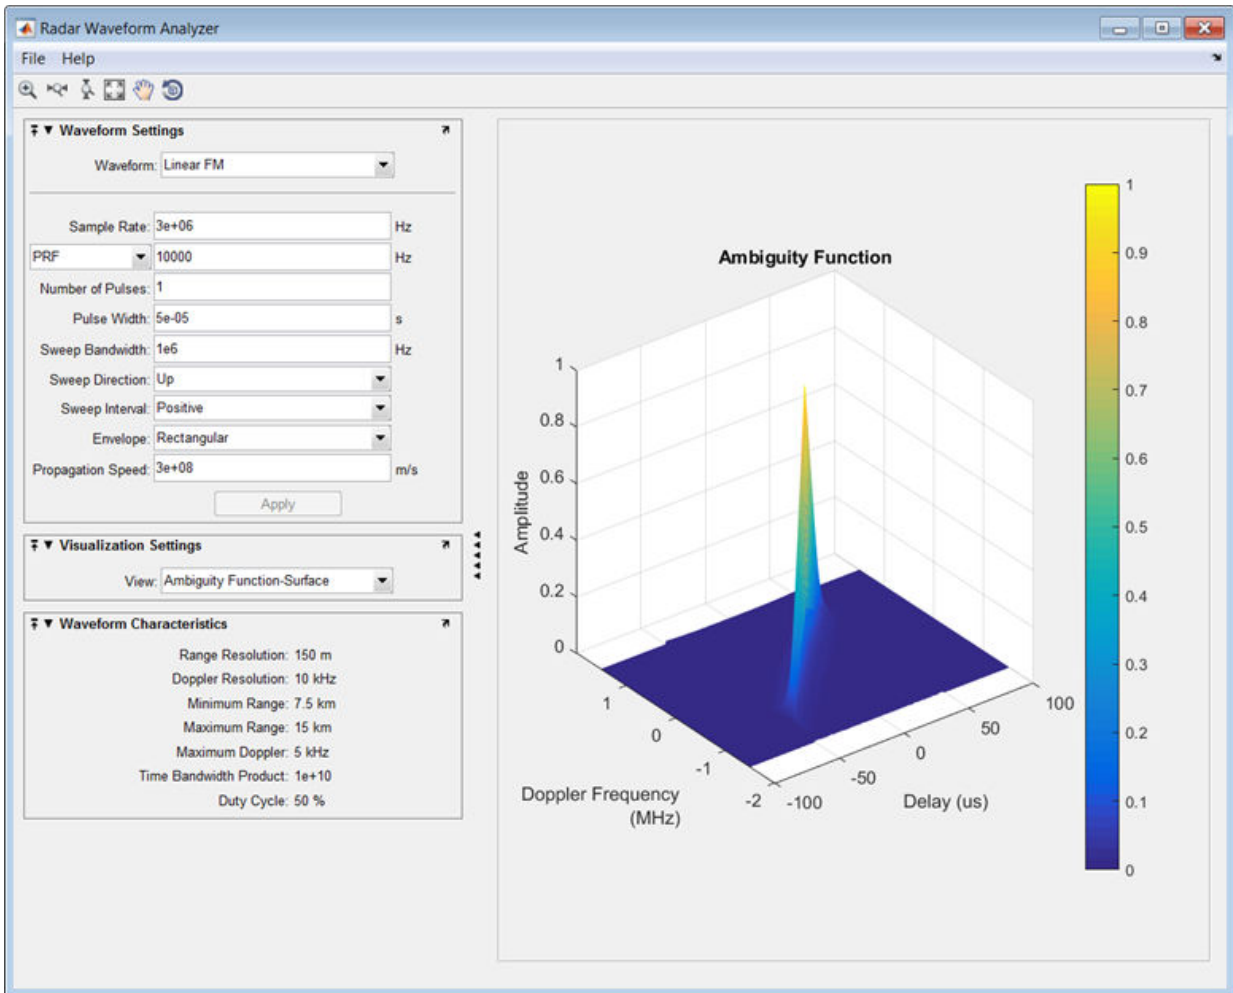 Radar Waveform Analyzer
File Help
Waveform Settings
Waveform: Linear FM
Sample Rate: 3e+06 Hz
PRF 10000 Hz
Number of Pulses: 1
Pulse Width: 5e-05 s
Sweep Bandwidth: 1e6 Hz
Sweep Direction: Up
Sweep Interval: Positive
Envelope: Rectangular
Propagation Speed: 3e+08 m/s
Apply
Visualization Settings
View: Ambiguity Function-Surface
Waveform Characteristics
Range Resolution: 150 m
Doppler Resolution: 10 kHz
Minimum Range: 7.5 km
Maximum Range: 15 km
Maximum Doppler: 5 kHz
Time Bandwidth Product: 1e+10
Duty Cycle: 50 %
Ambiguity Function
Amplitude
1
0.8
0.6
0.4
0.2
0
1
0
-1
-2
Doppler Frequency
(MHz)
-100
-50
0
50
100
Delay (us)
1
0.9
0.8
0.7
0.6
0.5
0.4
0.3
0.2
0.1
0